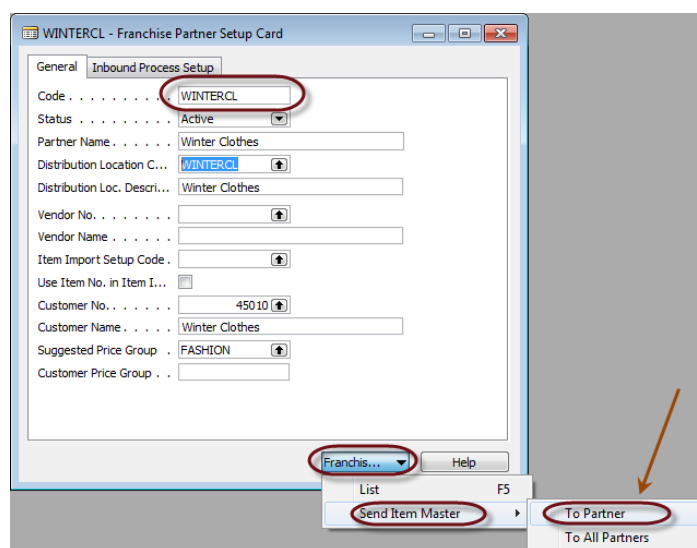 WINTERCL - Franchise Partner Setup Card
General Inbound Process Setup
Code . . . . . . . . . . WINTERCL
Status . . . . . . . . . Active
Partner Name . . . . . . Winter Clothes
Distribution Location C... WINTERCL
Distribution Loc. Descri... Winter Clothes
Vendor No. . . . . . . .
Vendor Name . . . . . .
Item Import Setup Code .
Use Item No. in Item I...
Customer No. . . . . . . 45010
Customer Name . . . . . Winter Clothes
Suggested Price Group . FASHION
Customer Price Group . .
Franchis... Help
List F5
Send Item Master To Partner
To All Partners